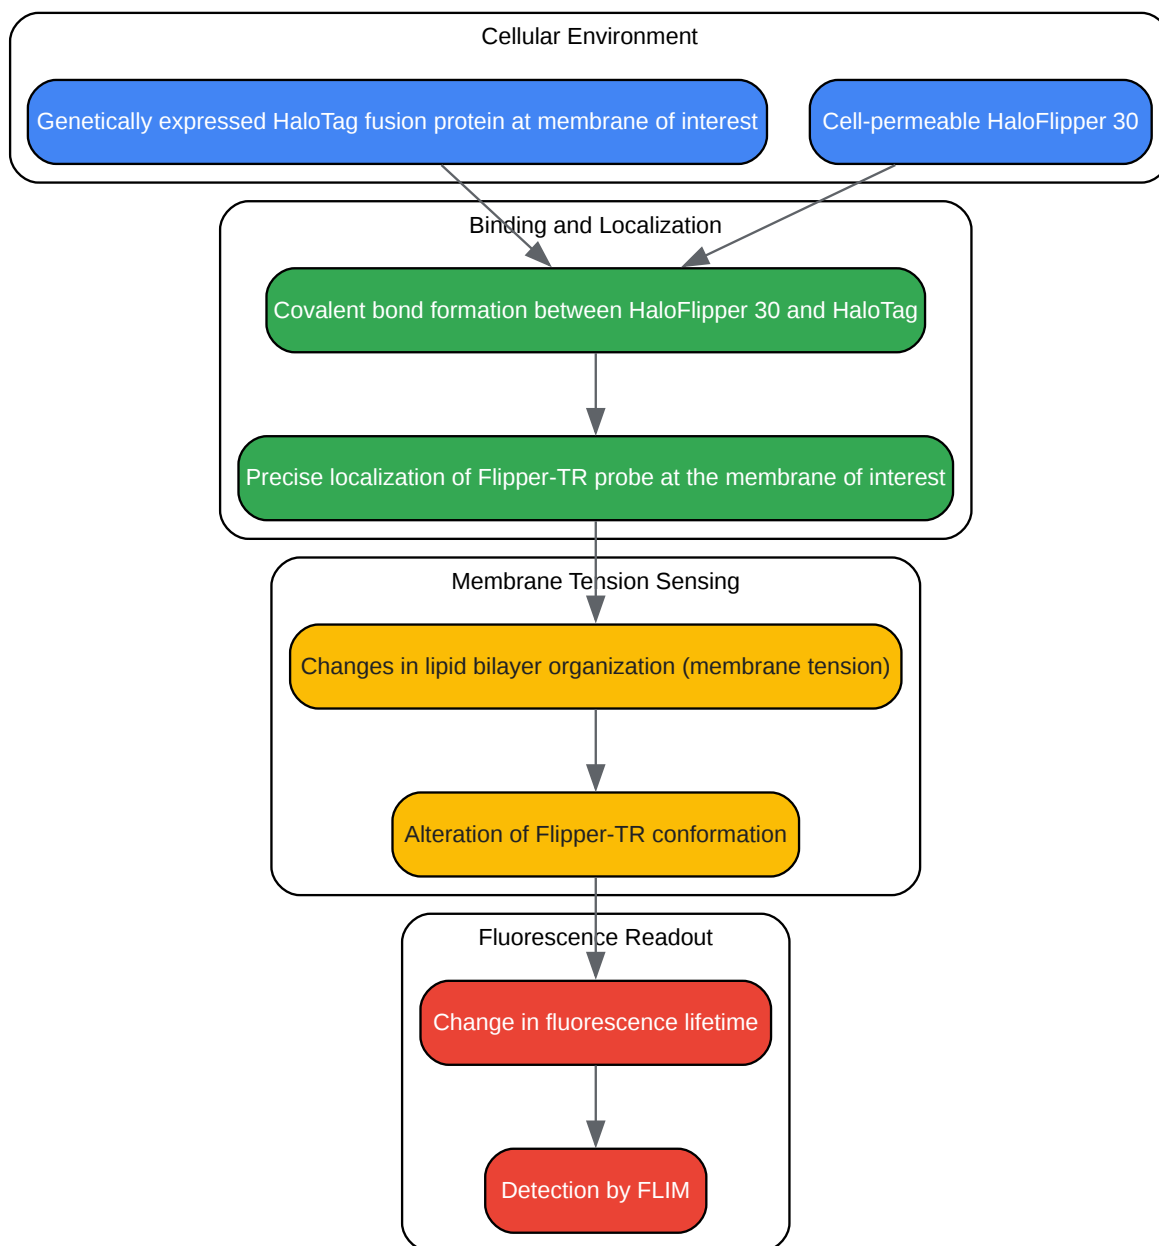 Cellular Environment
Genetically expressed HaloTag fusion protein at membrane of interest
Cell-permeable HaloFlipper 30
Binding and Localization
Covalent bond formation between HaloFlipper 30 and HaloTag
Precise localization of Flipper-TR probe at the membrane of interest
Membrane Tension Sensing
Changes in lipid bilayer organization (membrane tension)
Alteration of Flipper-TR conformation
Fluorescence Readout
Change in fluorescence lifetime
Detection by FLIM